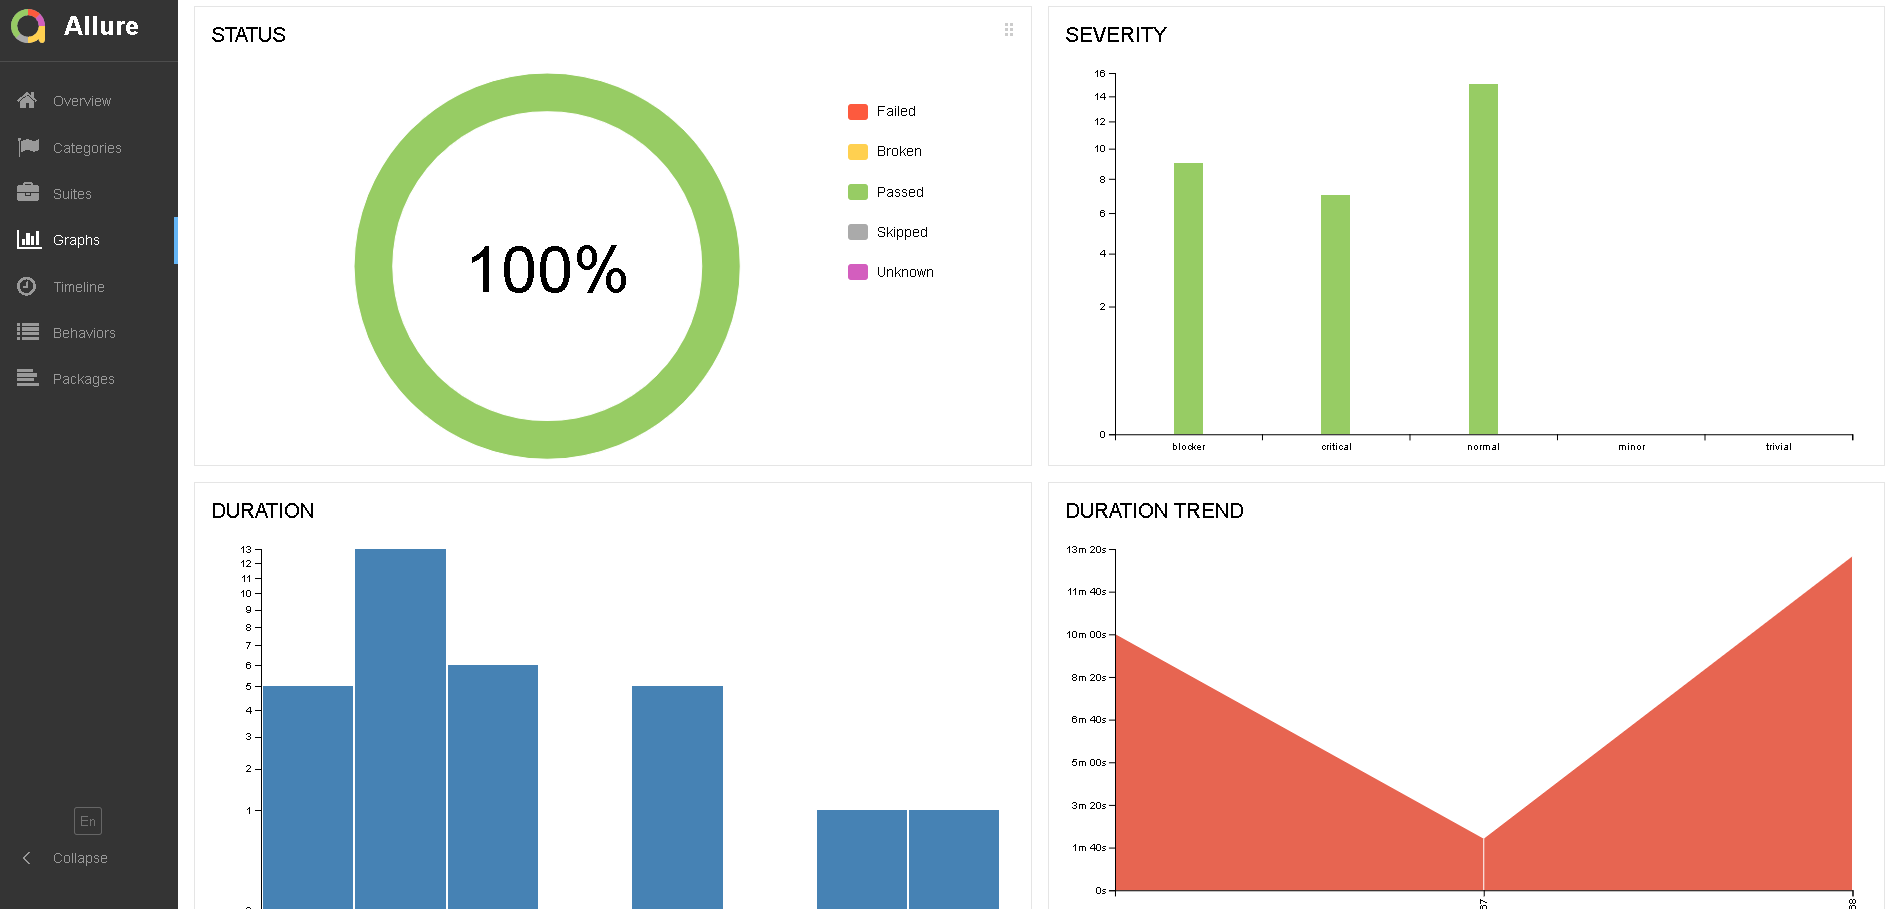 Allure
Overview
Categories
Suites
Graphs
Timeline
Behaviors
Packages
En
Collapse
STATUS
100%
Failed
Broken
Passed
Skipped
Unknown
SEVERITY
16
14
12
10
8
6
4
2
0
blocker
critical
normal
minor
trivial
DURATION
13
12
11
10
9
8
7
6
5
4
3
2
1
DURATION TREND
13m 20s
11m 40s
10m 00s
8m 20s
6m 40s
5m 00s
3m 20s
1m 40s
0s